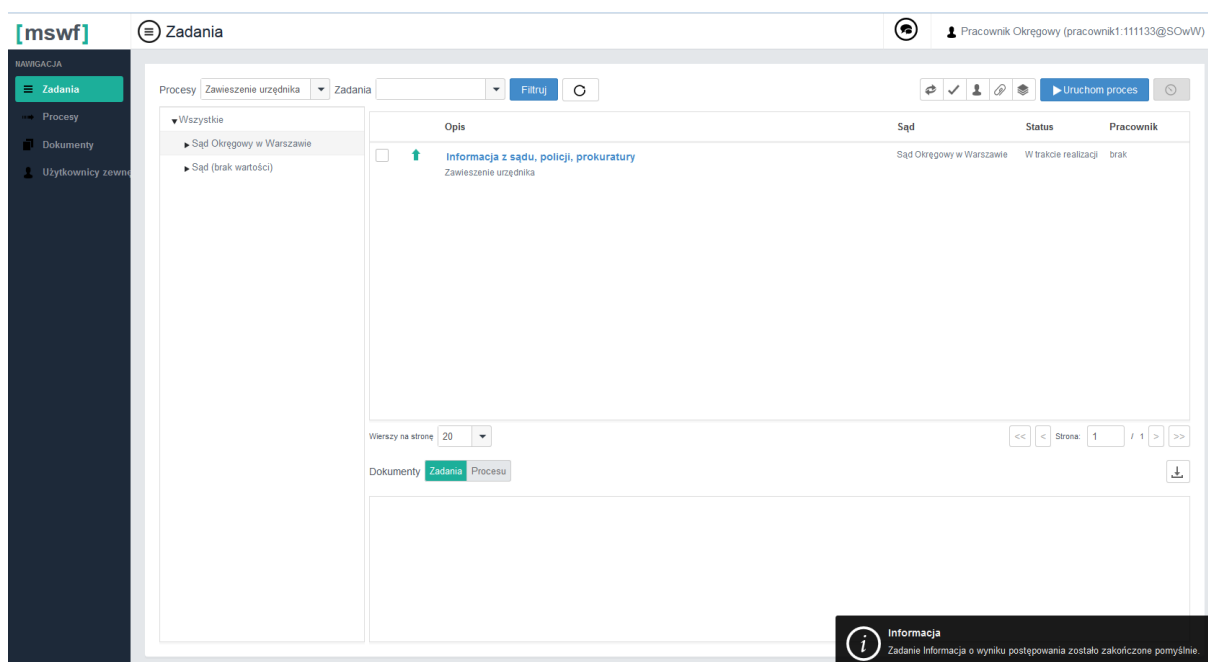 [mswf]
Zadania
Pracownik Okręgowy (pracownik1:111133@SOwW)
NAWIGACJA
Zadania
Procesy
Dokumenty
Użytkownicy zewnę
Procesy Zawieszenie urzędnika Zadania Filtruj Uruchom proces
Wszystkie
Sąd Okręgowy w Warszawie
Sąd (brak wartości)
Opis Sąd Status Pracownik
Informacja z sądu, policji, prokuratury Sąd Okręgowy w Warszawie W trakcie realizacji brak
Zawieszenie urzędnika
Wierszy na stronę 20 << < Strona: 1 / 1 > >>
Dokumenty Zadania Procesu
Informacja
Zadanie Informacja o wyniku postępowania zostało zakończone pomyślnie.